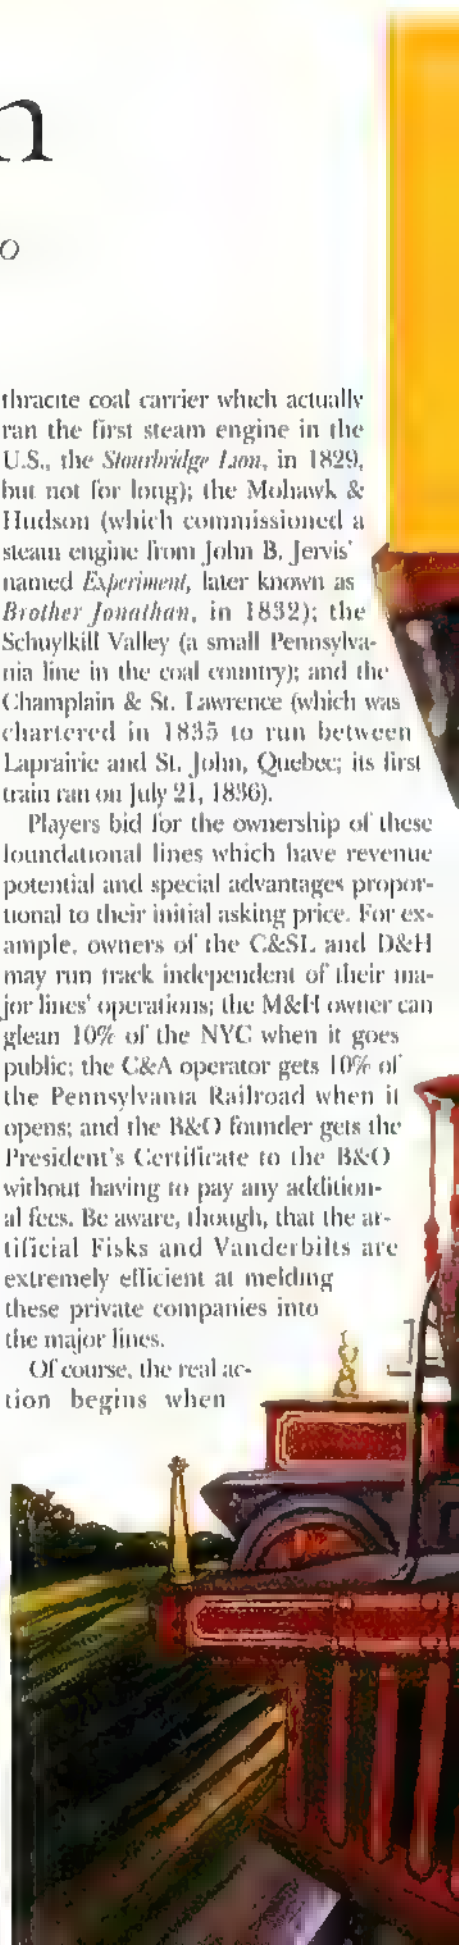 n
o
thracite coal carrier which actually
ran the first steam engine in the
U.S., the Stourbridge Lion, in 1829,
but not for long); the Mohawk &
Hudson (which commissioned a
steam engine from John B. Jervis'
named Experiment, later known as
Brother Jonathan, in 1832); the
Schuylkill Valley (a small Pennsylva-
nia line in the coal country); and the
Champlain & St. Lawrence (which was
chartered in 1835 to run between
Laprairie and St. John, Quebec; its first
train ran on July 21, 1836).
Players bid for the ownership of these
foundational lines which have revenue
potential and special advantages propor-
tional to their initial asking price. For ex-
ample, owners of the C&SL and D&H
may run track independent of their ma-
jor lines' operations; the M&H owner can
glean 10% of the NYC when it goes
public; the C&A operator gets 10% of
the Pennsylvania Railroad when it
opens; and the B&O founder gets the
President's Certificate to the B&O
without having to pay any addition-
al fees. Be aware, though, that the ar-
tificial Fisks and Vanderbilts are
extremely efficient at melding
these private companies into
the major lines.
Of course, the real ac-
tion begins when